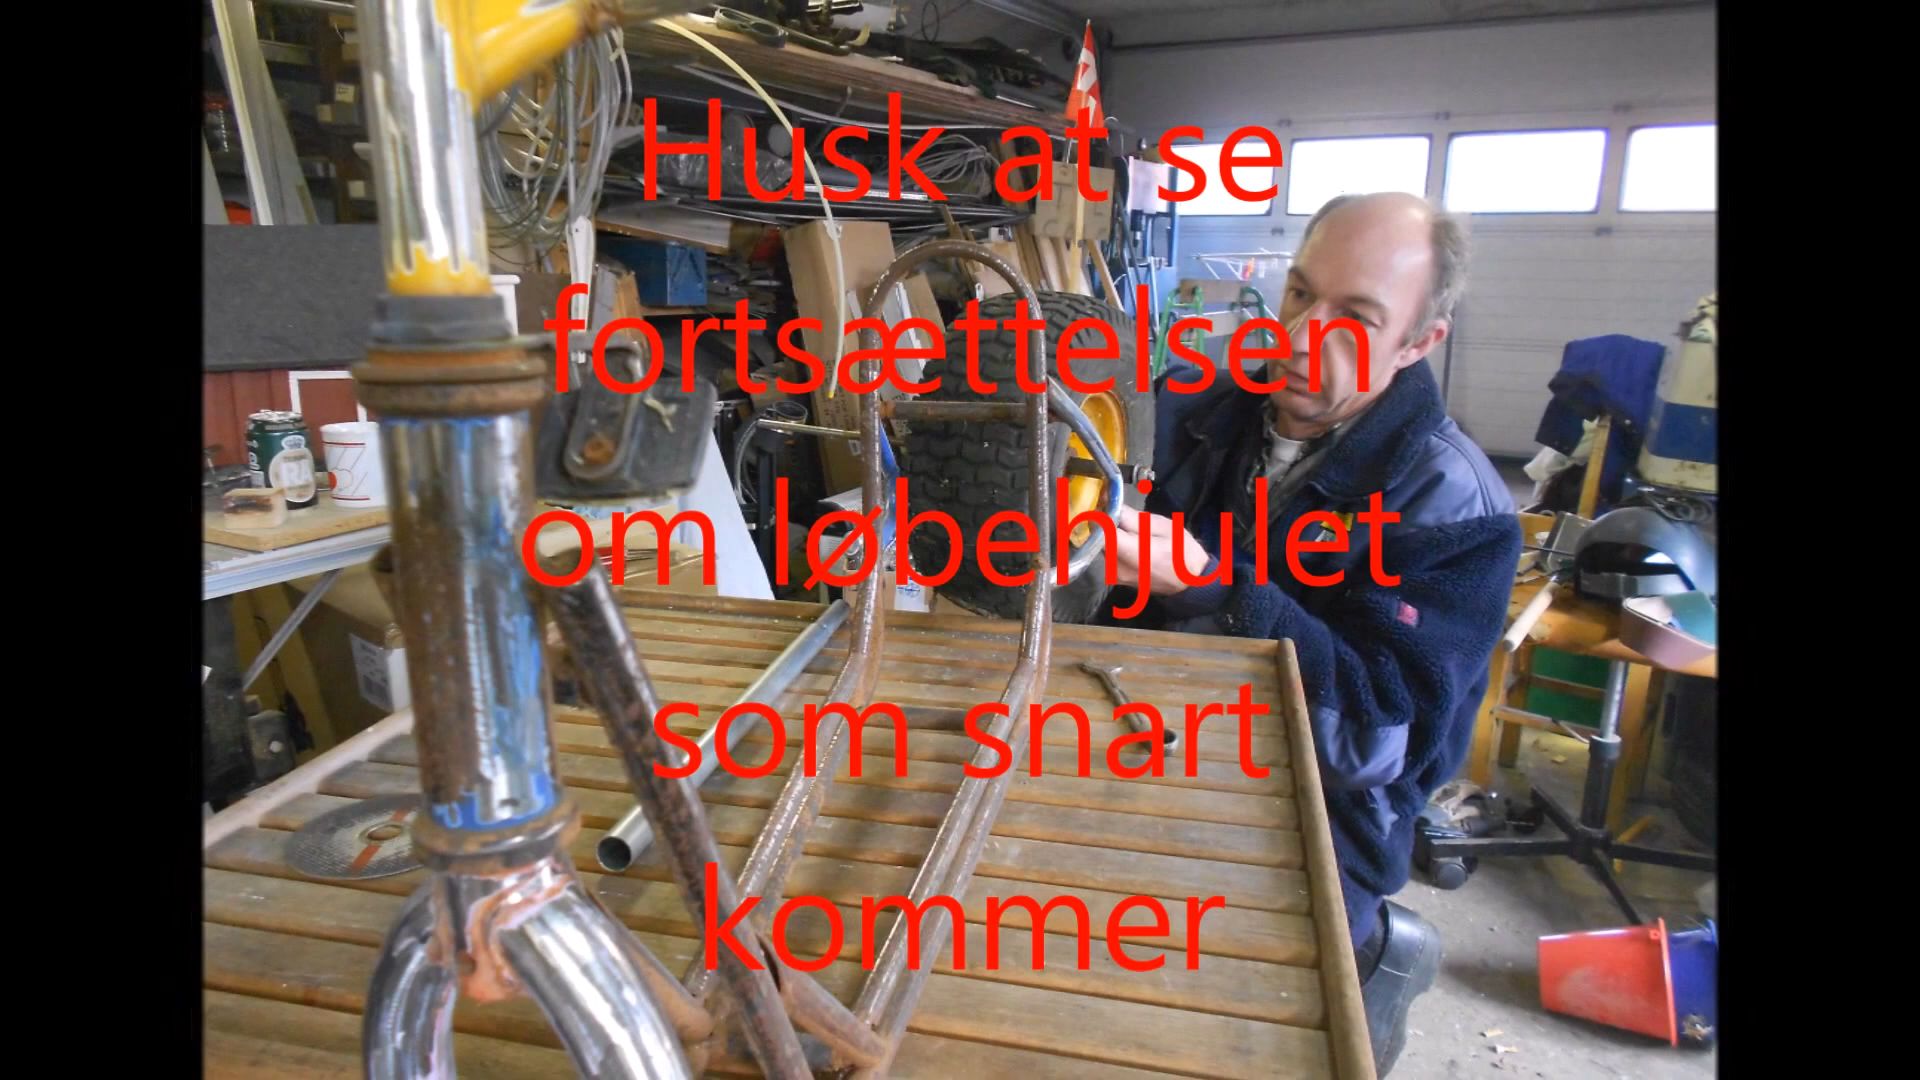 Husk at se
fortsættelsen
om løbehjulet
som snart
kommer